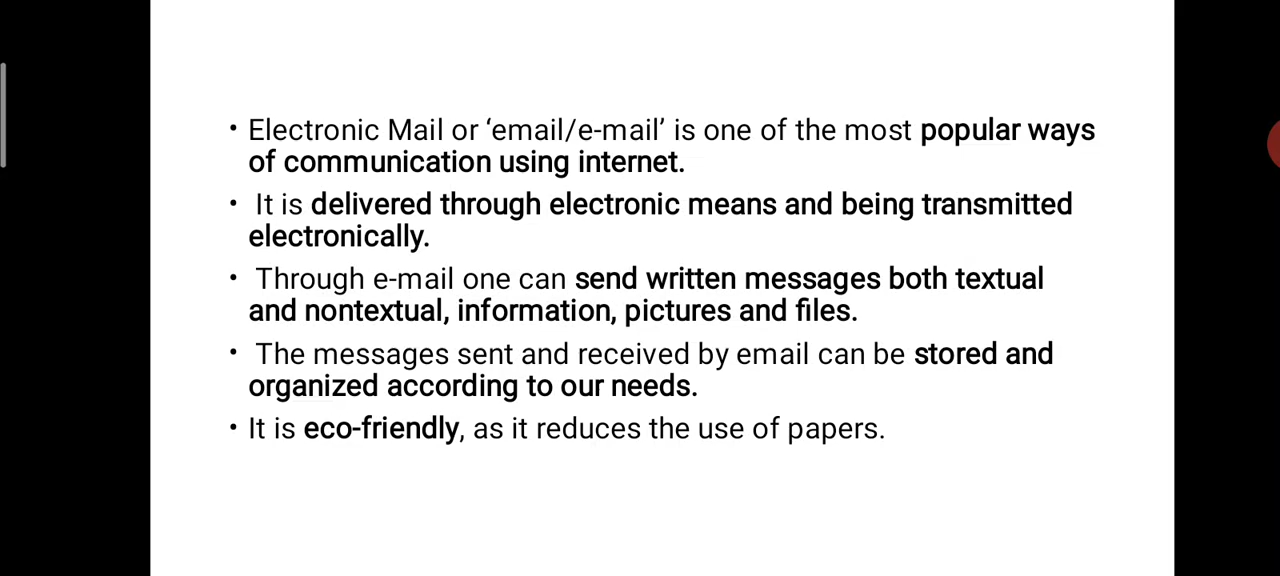 • Electronic Mail or ‘email/e-mail’ is one of the most popular ways
of communication using internet.
• It is delivered through electronic means and being transmitted
electronically.
• Through e-mail one can send written messages both textual
and nontextual, information, pictures and files.
• The messages sent and received by email can be stored and
organized according to our needs.
• It is eco-friendly, as it reduces the use of papers.